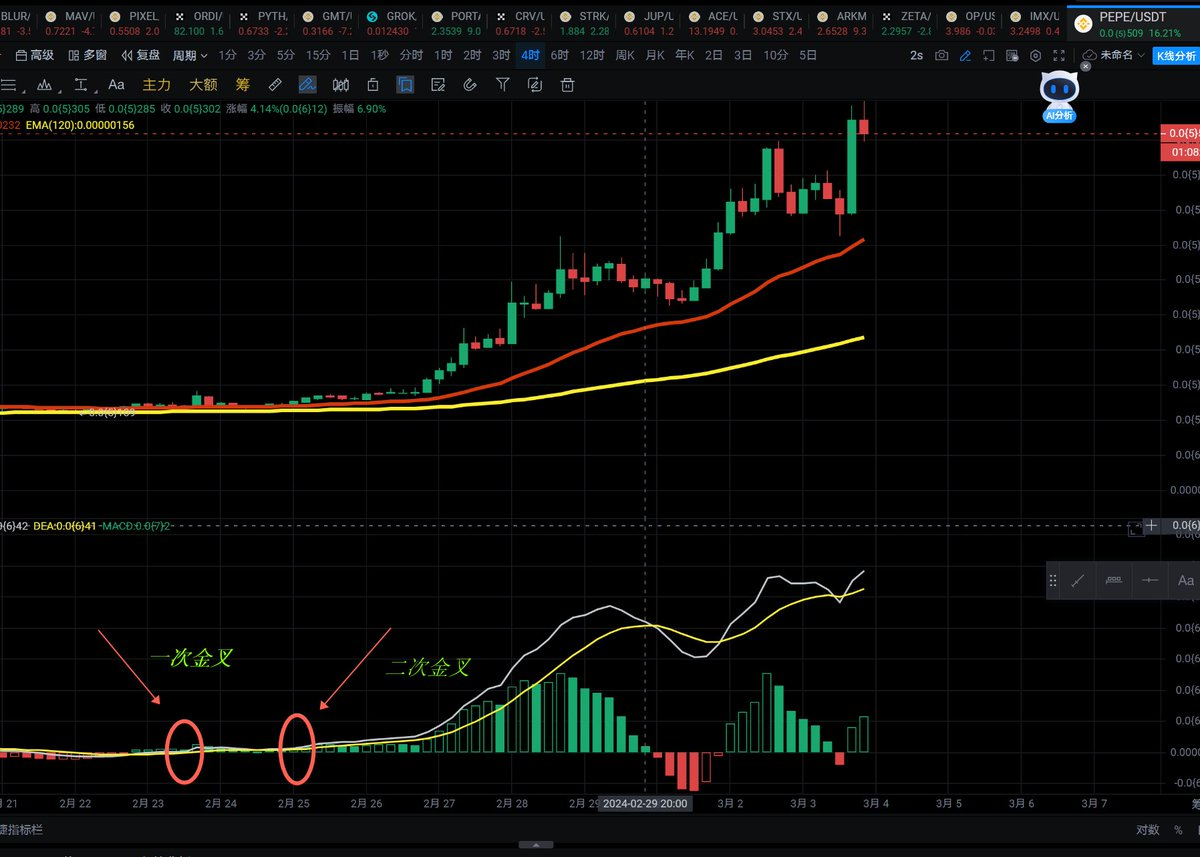 BLUR/ MAV/ PIXEL ORDI/ PYTH, GMT/ GROK, PORT/ CRV/ STRK/ JUP/L ACE/L STX/L ARKM ZETA/ OP/US IMX/U PEPE/USDT
81 -3.5 0.7221 -4. 0.5508 2.0 82.100 1.6 0.6733 -2. 0.3166 -7. 0.012430 2.3539 9.0 0.6718 -2.5 1.884 2.28 0.6104 1.2 13.1949 0. 3.0453 2.4 2.6528 9.3 2.2957 -2.8 3.986 -0.0 3.2498 0.4 0.0{5}509 16.21%
高级 多窗 复盘 周期 1分 3分 5分 15分 1日 1秒 分时 1时 2时 3时 4时 6时 12时 周K 月K 年K 2日 3日 10分 5日 2s 未命名 K线分析
Aa 主力 大额 筹
AI分析
5}289 高 0.0{5}305 低 0.0{5}285 收 0.0{5}302 涨幅 4.14%(0.0{6}12) 振幅 6.90%
0232 EMA(120):0.00000156
0.0{5}
01:08:
0.0{5}
0.0{5}
0.0{5}
0.0{5}
0.0{5}
0.0{5}
0.0{5}
0.0{5
0.0{6
0.0000
{6}42 DEA:0.0{6}41 MACD:0.0{7}2
0.0{6}
Aa
一次金叉
二次金叉
0.0{6
0.0{6
0.0{6
0.0{6
0.0000
-0.0{6
21 2月 22 2月 23 2月 24 2月 25 2月 26 2月 27 2月 28 2月 29 2024-02-29 20:00 3月 2 3月 3 3月 4 3月 5 3月 6 3月 7
指标栏 对数 %